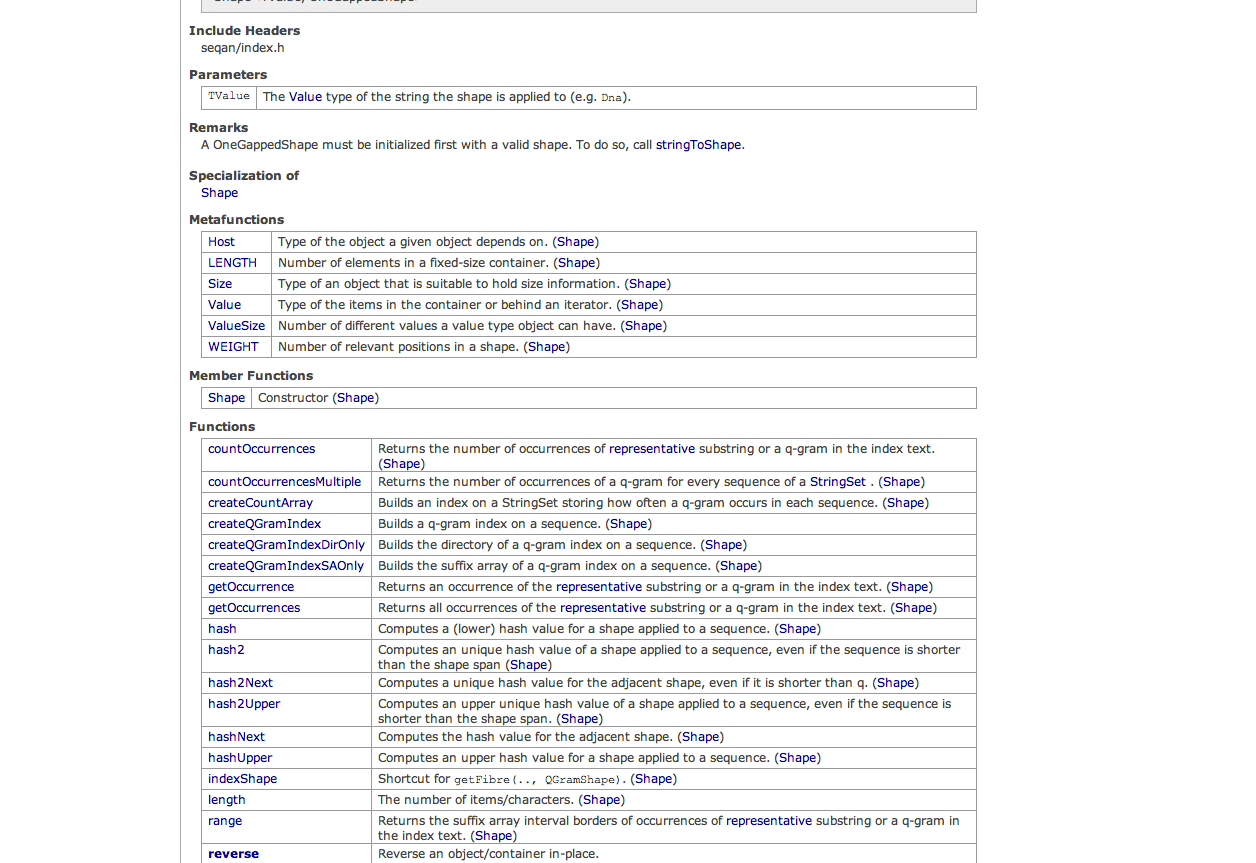 Shape<TValue, OneGappedShape>
Include Headers
seqan/index.h
Parameters
TValue The Value type of the string the shape is applied to (e.g. Dna).
Remarks
A OneGappedShape must be initialized first with a valid shape. To do so, call stringToShape.
Specialization of
Shape
Metafunctions
Host Type of the object a given object depends on. (Shape)
LENGTH Number of elements in a fixed-size container. (Shape)
Size Type of an object that is suitable to hold size information. (Shape)
Value Type of the items in the container or behind an iterator. (Shape)
ValueSize Number of different values a value type object can have. (Shape)
WEIGHT Number of relevant positions in a shape. (Shape)
Member Functions
Shape Constructor (Shape)
Functions
countOccurrences Returns the number of occurrences of representative substring or a q-gram in the index text.
(Shape)
countOccurrencesMultiple Returns the number of occurrences of a q-gram for every sequence of a StringSet . (Shape)
createCountArray Builds an index on a StringSet storing how often a q-gram occurs in each sequence. (Shape)
createQGramIndex Builds a q-gram index on a sequence. (Shape)
createQGramIndexDirOnly Builds the directory of a q-gram index on a sequence. (Shape)
createQGramIndexSAOnly Builds the suffix array of a q-gram index on a sequence. (Shape)
getOccurrence Returns an occurrence of the representative substring or a q-gram in the index text. (Shape)
getOccurrences Returns all occurrences of the representative substring or a q-gram in the index text. (Shape)
hash Computes a (lower) hash value for a shape applied to a sequence. (Shape)
hash2 Computes an unique hash value of a shape applied to a sequence, even if the sequence is shorter
than the shape span (Shape)
hash2Next Computes a unique hash value for the adjacent shape, even if it is shorter than q. (Shape)
hash2Upper Computes an upper unique hash value of a shape applied to a sequence, even if the sequence is
shorter than the shape span. (Shape)
hashNext Computes the hash value for the adjacent shape. (Shape)
hashUpper Computes an upper hash value for a shape applied to a sequence. (Shape)
indexShape Shortcut for getFibre(.., QGramShape). (Shape)
length The number of items/characters. (Shape)
range Returns the suffix array interval borders of occurrences of representative substring or a q-gram in
the index text. (Shape)
reverse Reverse an object/container in-place.